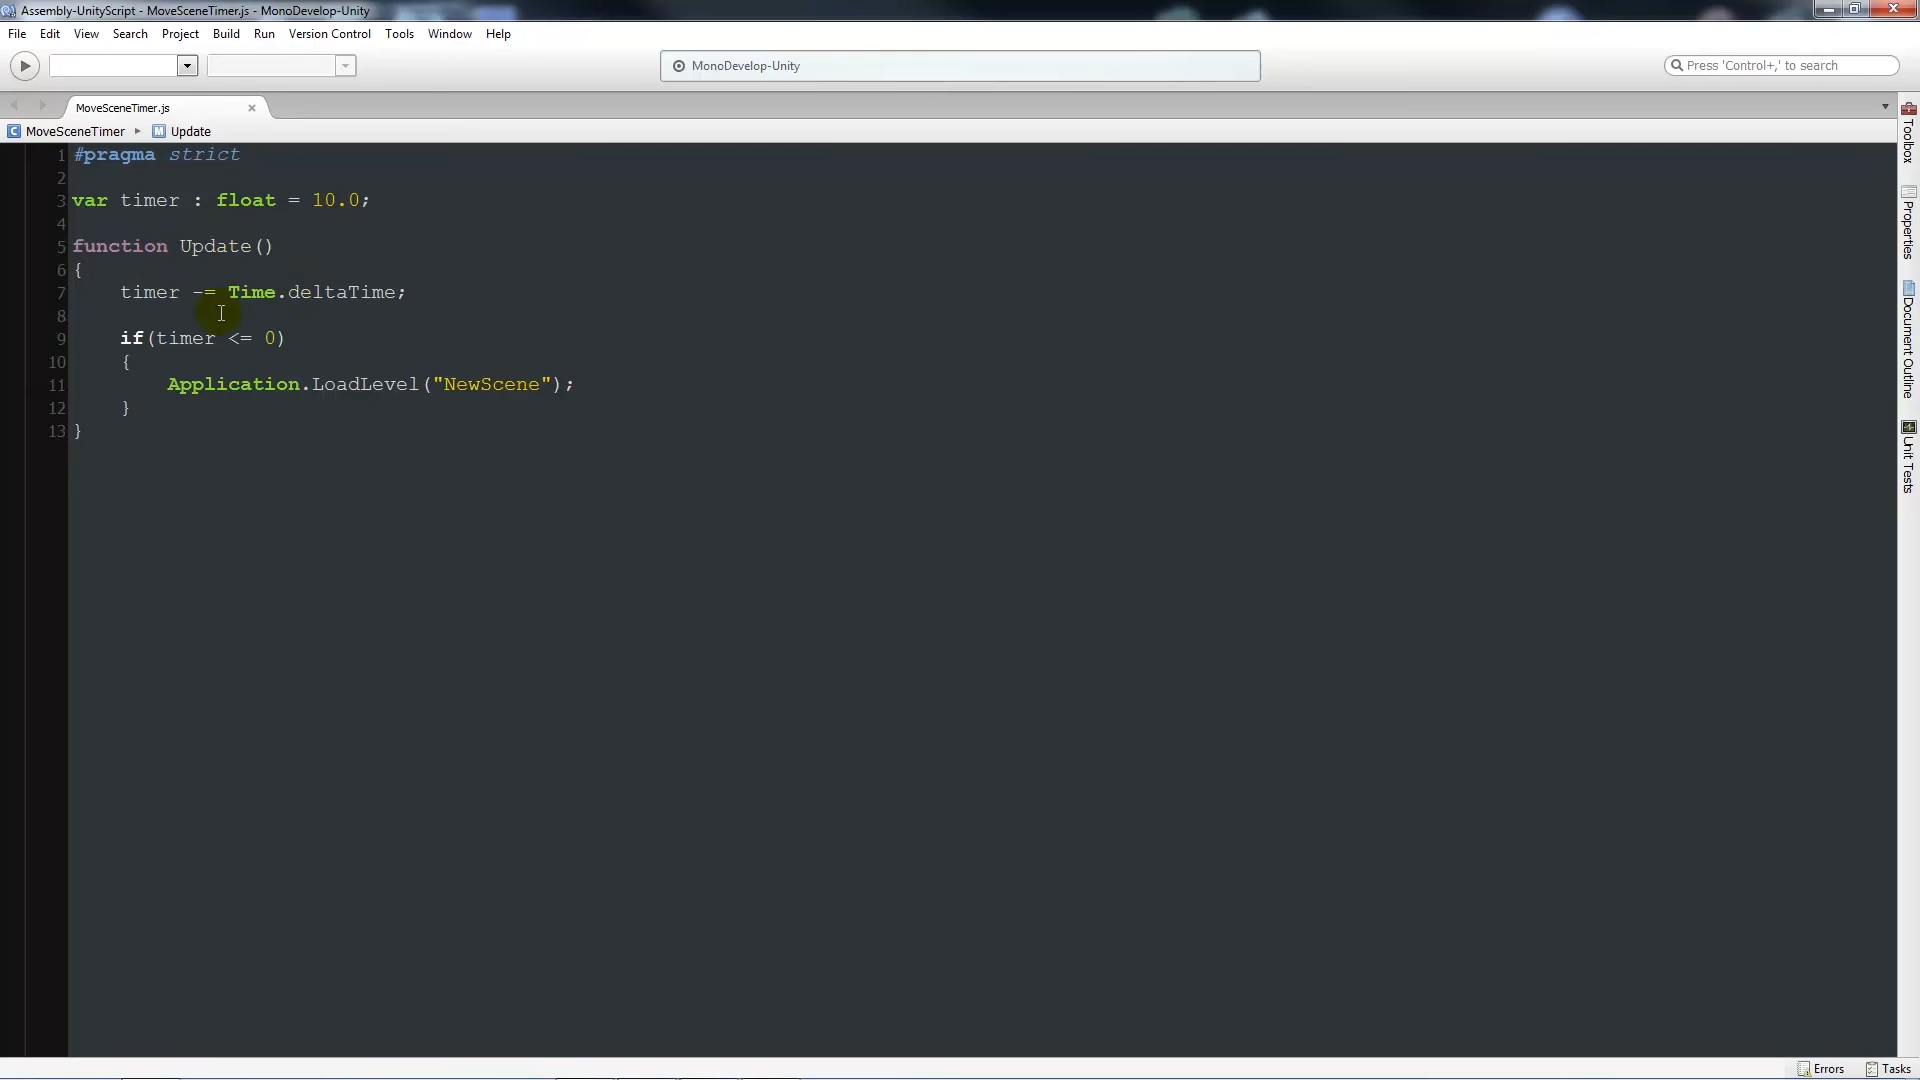 Assembly-UnityScript - MoveSceneTimer.js - MonoDevelop-Unity
File Edit View Search Project Build Run Version Control Tools Window Help
MonoDevelop-Unity
Press 'Control+,' to search
MoveSceneTimer.js
MoveSceneTimer Update
1 #pragma strict
2
3 var timer : float = 10.0;
4
5 function Update()
6 {
7 timer -= Time.deltaTime;
8
9 if(timer <= 0)
10 {
11 Application.LoadLevel("NewScene");
12 }
13 }
Toolbox
Properties
Document Outline
Unit Tests
Errors Tasks